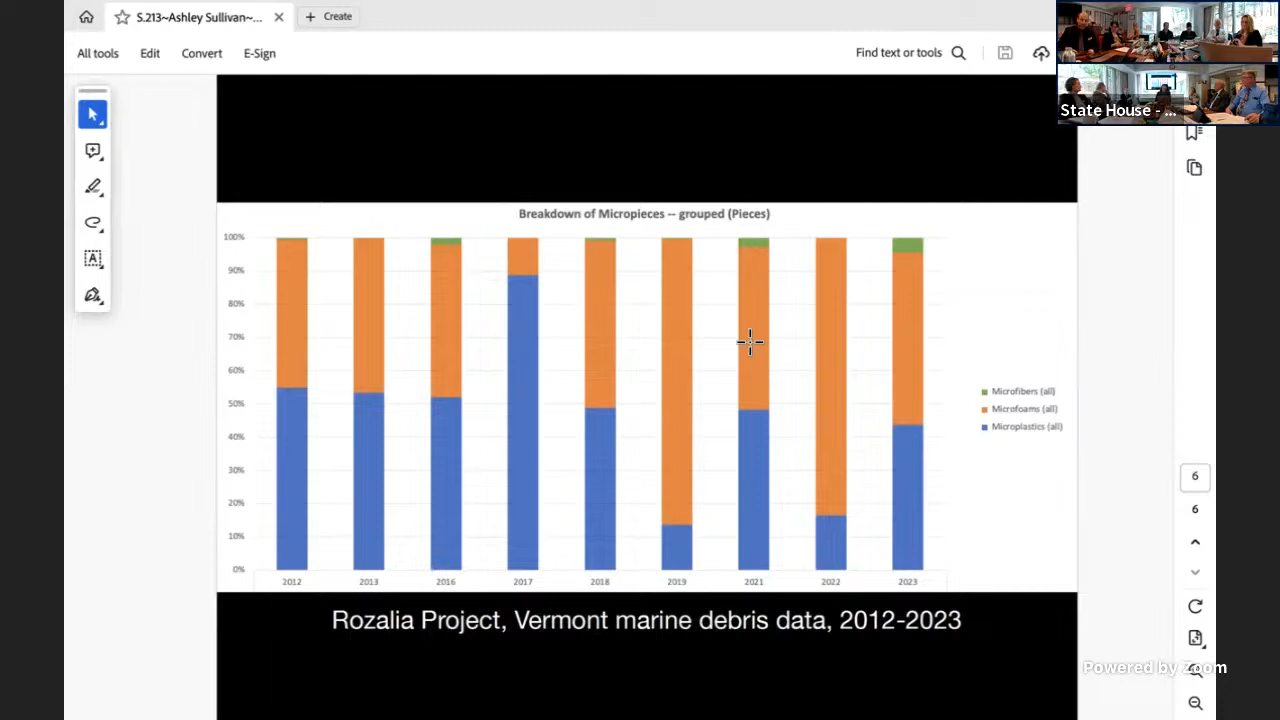 S.213~Ashley Sullivan~...
Create
All tools
Edit
Convert
E-Sign
Find text or tools
State House - ...
Breakdown of Micropieces -- grouped (Pieces)
100%
90%
80%
70%
60%
50%
40%
30%
20%
10%
0%
2012
2013
2016
2017
2018
2019
2021
2022
2023
Microfibers (all)
Microfoams (all)
Microplastics (all)
6
6
Rozalia Project, Vermont marine debris data, 2012-2023
Powered by Zoom